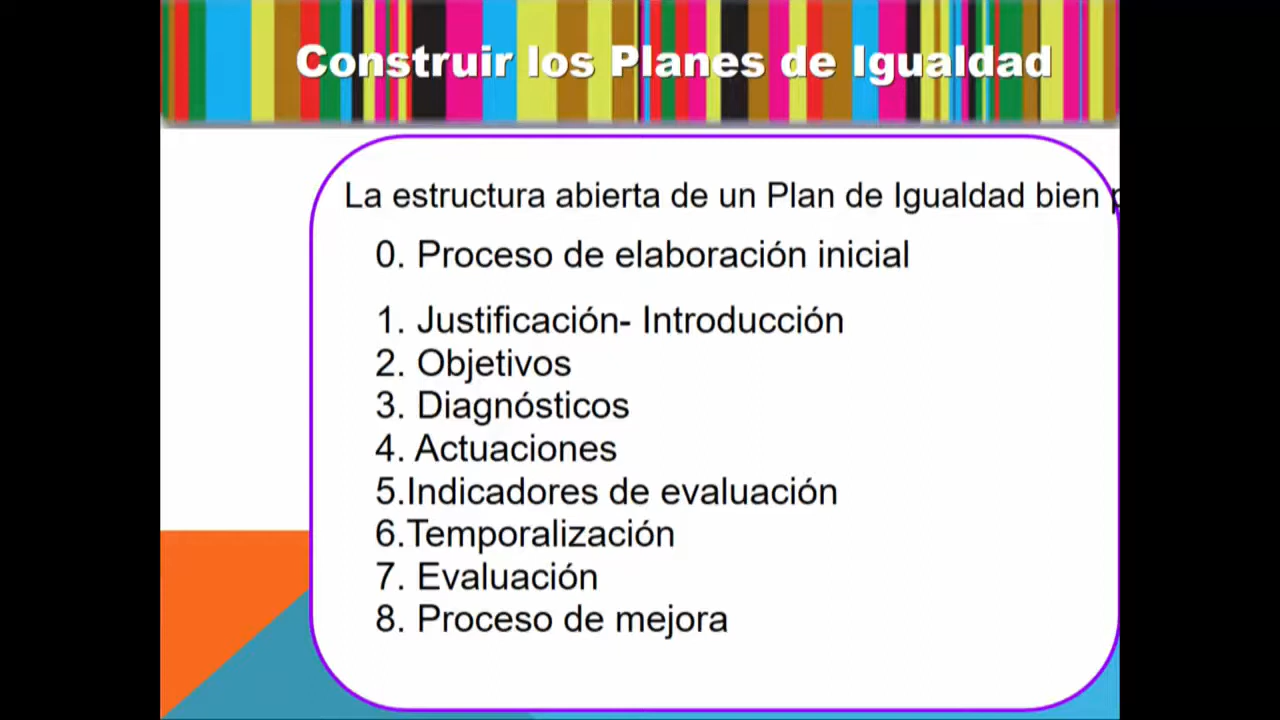 Construir los Planes de Igualdad
La estructura abierta de un Plan de Igualdad bien
0. Proceso de elaboración inicial
1. Justificación- Introducción
2. Objetivos
3. Diagnósticos
4. Actuaciones
5.Indicadores de evaluación
6.Temporalización
7. Evaluación
8. Proceso de mejora